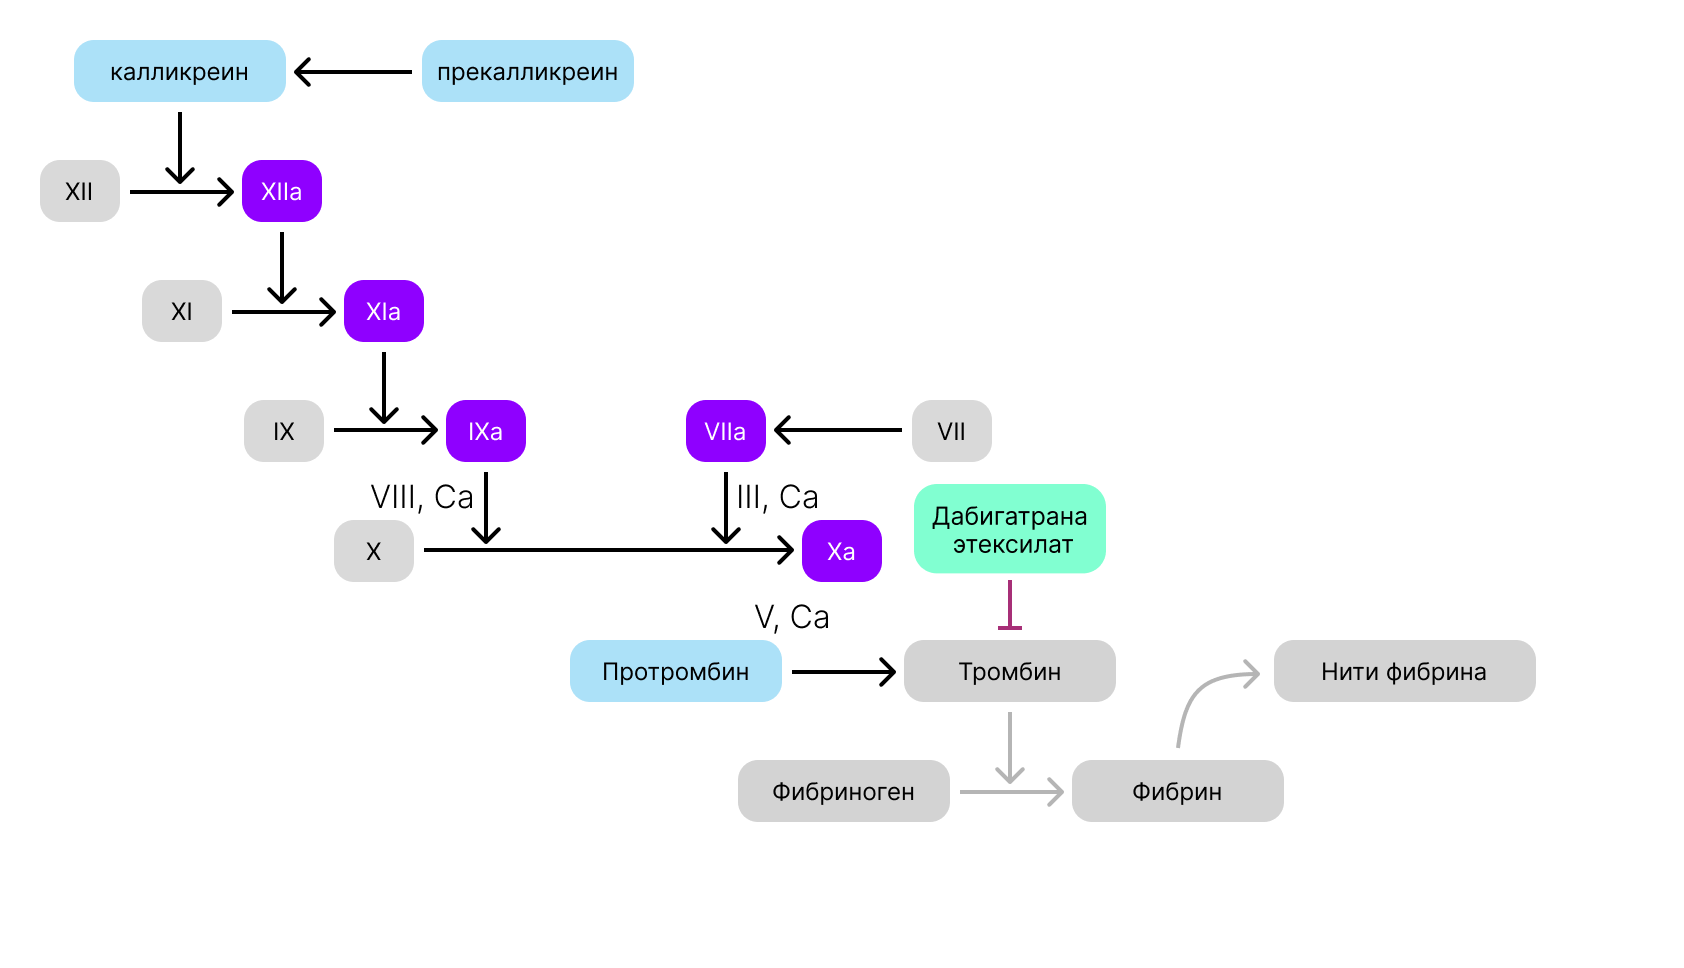 калликреин
прекалликреин
XII
XIIa
XI
XIa
IX
IXa
VIIa
VII
VIII, Ca
III, Ca
X
Xa
Дабигатрана
этексилат
V, Ca
Протромбин
Тромбин
Нити фибрина
Фибриноген
Фибрин